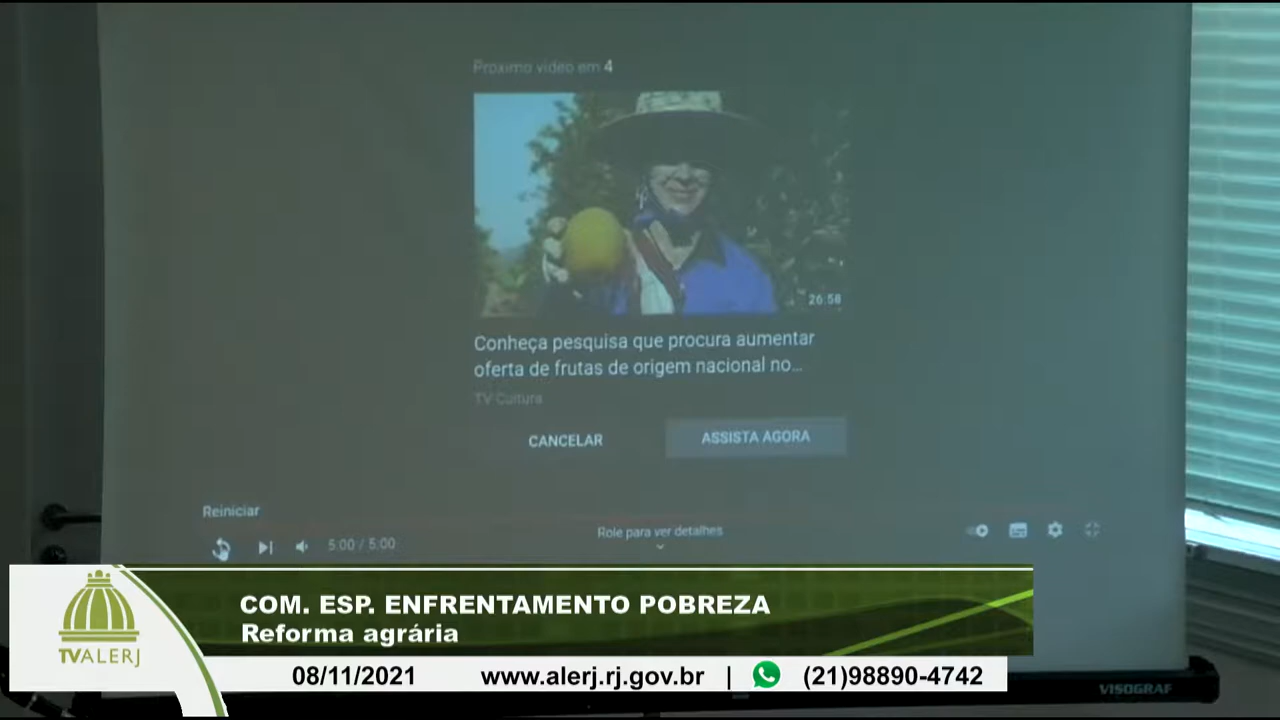 Proximo video em 4
26:58
Conheça pesquisa que procura aumentar
oferta de frutas de origem nacional no...
TV Cultura
CANCELAR
ASSISTA AGORA
Reiniciar
Role para ver detalhes
5:00 / 5:00
COM. ESP. ENFRENTAMENTO POBREZA
Reforma agrária
TVALERJ
08/11/2021 www.alerj.rj.gov.br | (21)98890-4742
VISOGRAF